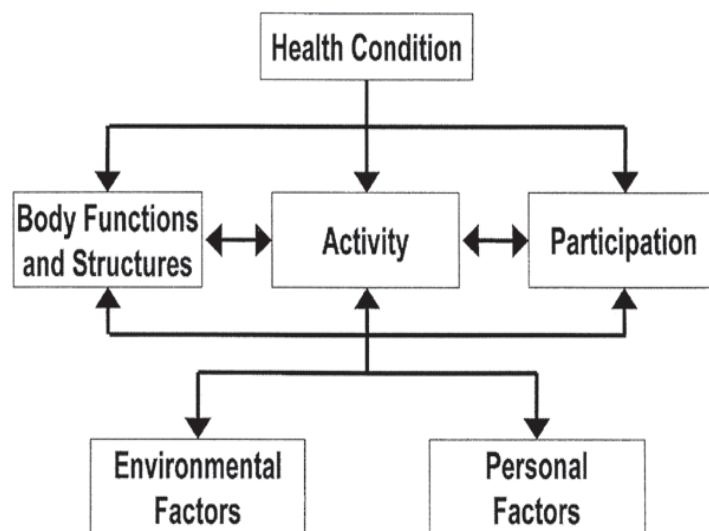 Health Condition
Body Functions
and Structures
Activity
Participation
Environmental
Factors
Personal
Factors